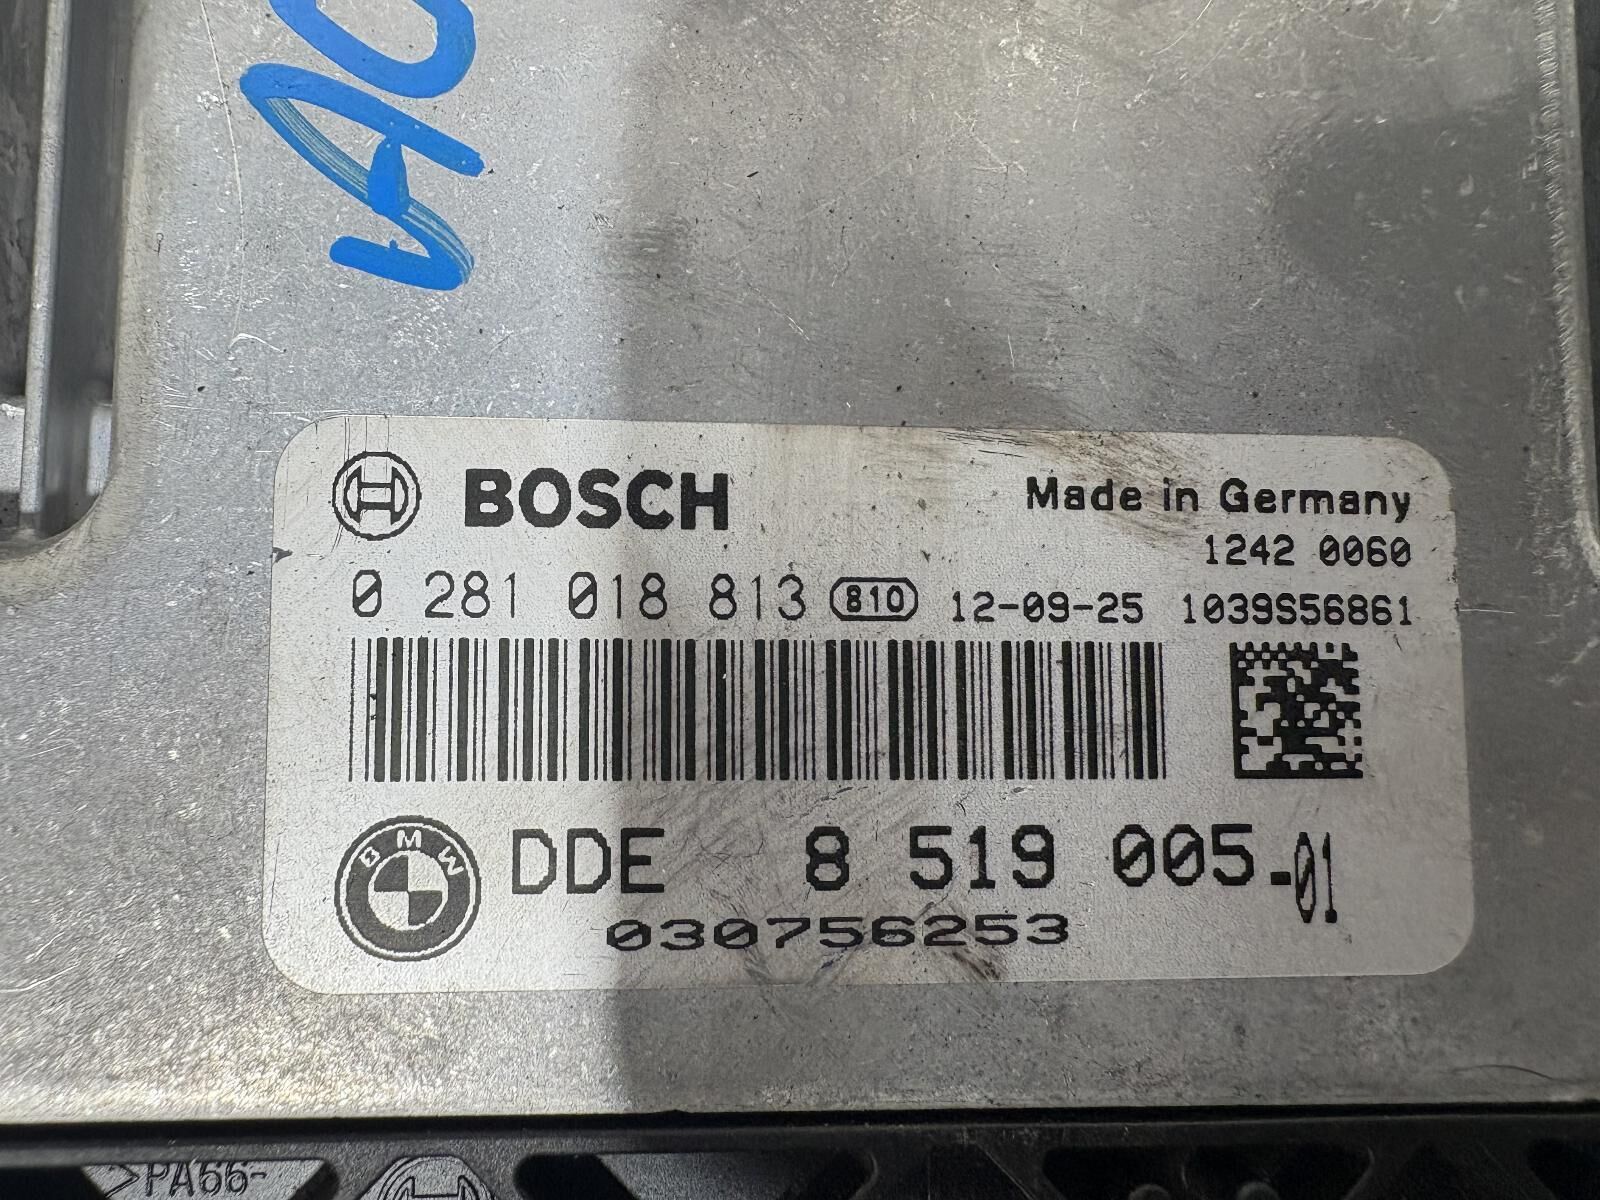 BOSCH
Made in Germany
1242 0060
0 281 018 813 810 12-09-25 1039S56861
BMW
DDE 8 519 005-01
030756253
>PA66-